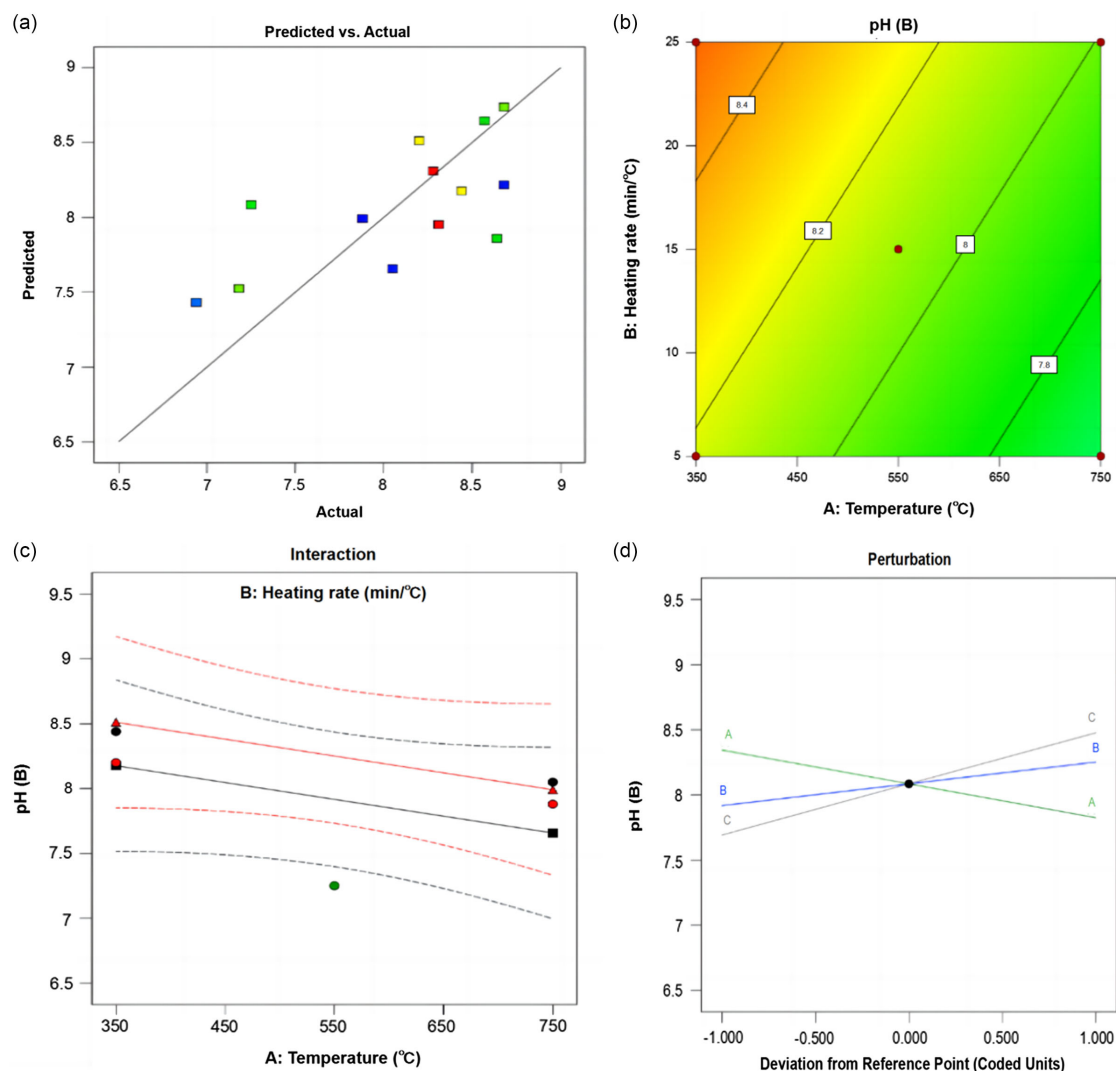 (a)
Predicted vs. Actual
Predicted
9
8.5
8
7.5
7
6.5
6.5 7 7.5 8 8.5 9
Actual
(b)
pH (B)
B: Heating rate (min/°C)
25
20
15
10
5
8.4
8.2
8
7.8
350 450 550 650 750
A: Temperature (°C)
(c)
Interaction
B: Heating rate (min/°C)
pH (B)
9.5
9
8.5
8
7.5
7
6.5
350 450 550 650 750
A: Temperature (°C)
(d)
Perturbation
pH (B)
9.5
9
8.5
8
7.5
7
6.5
A
B
C
C
B
A
-1.000 -0.500 0.000 0.500 1.000
Deviation from Reference Point (Coded Units)